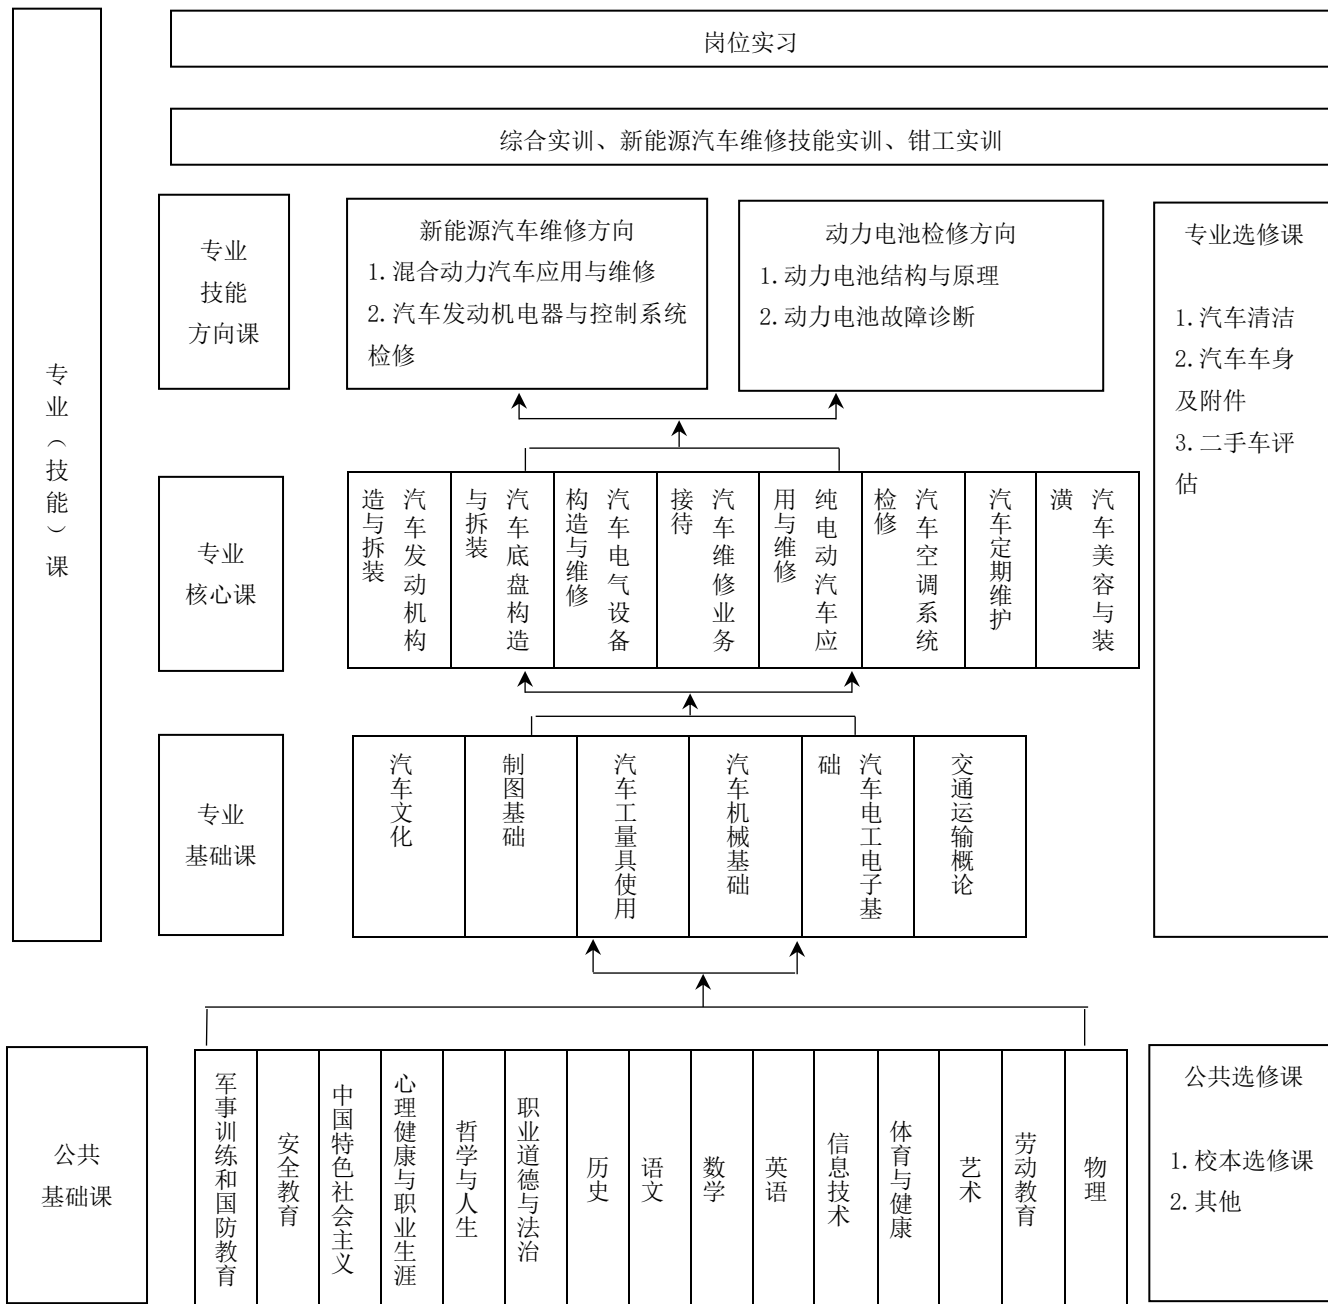 岗位实习
综合实训、新能源汽车维修技能实训、钳工实训
专业（技能）课
专业
技能
方向课
新能源汽车维修方向
1.混合动力汽车应用与维修
2.汽车发动机电器与控制系统
检修
动力电池检修方向
1.动力电池结构与原理
2.动力电池故障诊断
专业选修课
1.汽车清洁
2.汽车车身
及附件
3.二手车评
估
专业
核心课
汽车发动机构
造与拆装
汽车底盘构造
与拆装
汽车电气设备
构造与维修
汽车维修业务
接待
纯电动汽车应
用与维修
汽车空调系统
检修
汽车定期维护
汽车美容与装
潢
专业
基础课
汽车文化
制图基础
汽车工量具使用
汽车机械基础
汽车电工电子基
础
交通运输概论
公共
基础课
军事训练和国防教育
安全教育
中国特色社会主义
心理健康与职业生涯
哲学与人生
职业道德与法治
历史
语文
数学
英语
信息技术
体育与健康
艺术
劳动教育
物理
公共选修课
1.校本选修课
2.其他